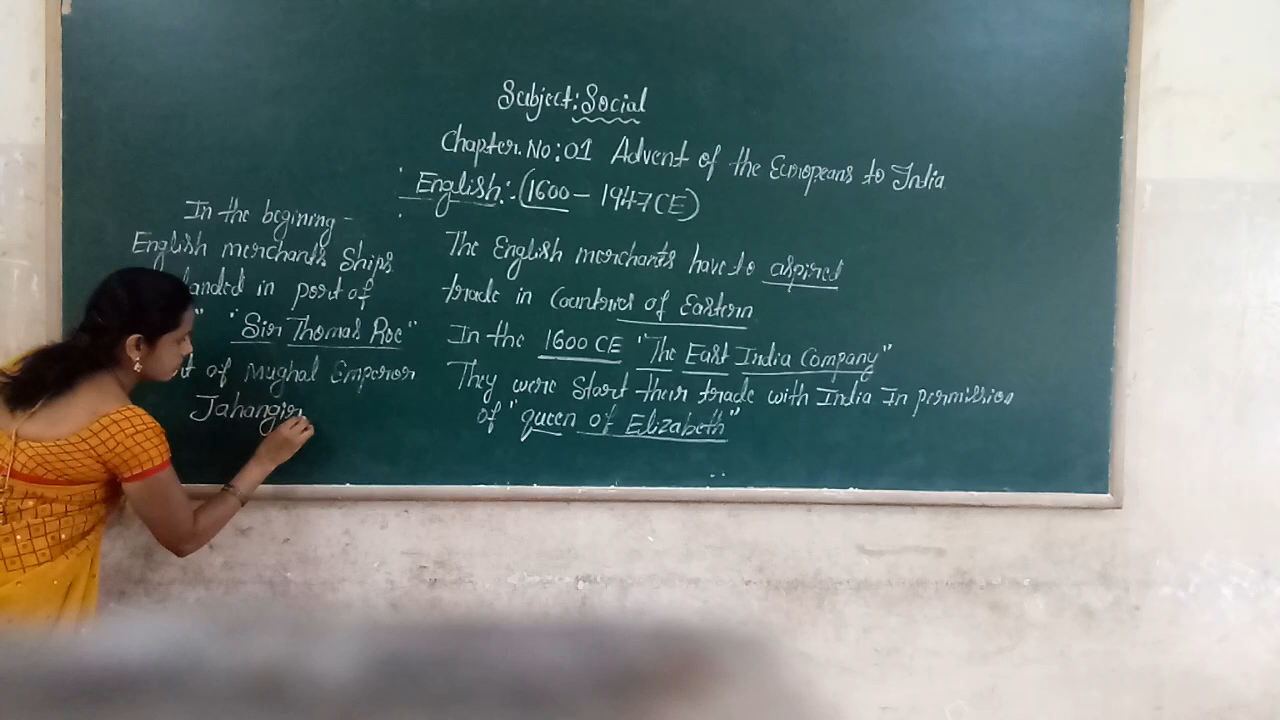 Subject: Social
Chapter. No: 01 Advent of the Europeans to India
English:- (1600 - 1947 CE)
In the begining -
English merchants Ships
landed in port of
" "Sir Thomas Roe"
of Mughal Emperor
Jahangir
The English merchants have to aspired
trade in Countries of Eastern
In the 1600 CE "The East India Company"
They were start their trade with India In permission
of "queen of Elizabeth"